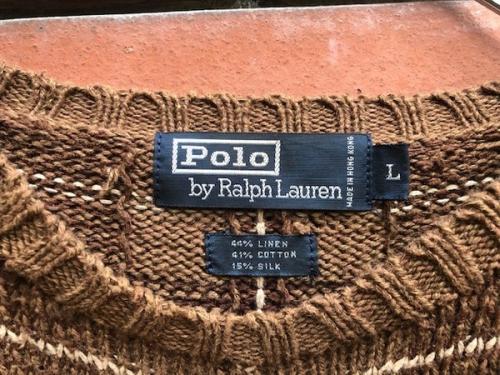 Polo
by Ralph Lauren
MADE IN HONG KONG
L
44% LINEN
41% COTTON
15% SILK